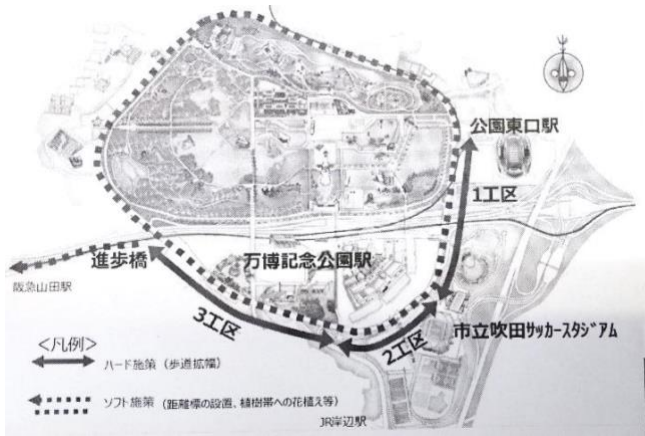 公園東口駅
1工区
進歩橋
万博記念公園駅
阪急山田駅
3工区
市立吹田サッカースタジアム
2工区
<凡例>
ハード施策（歩道拡幅）
ソフト施策（距離標の設置、植樹帯への花植え等）
JR岸辺駅